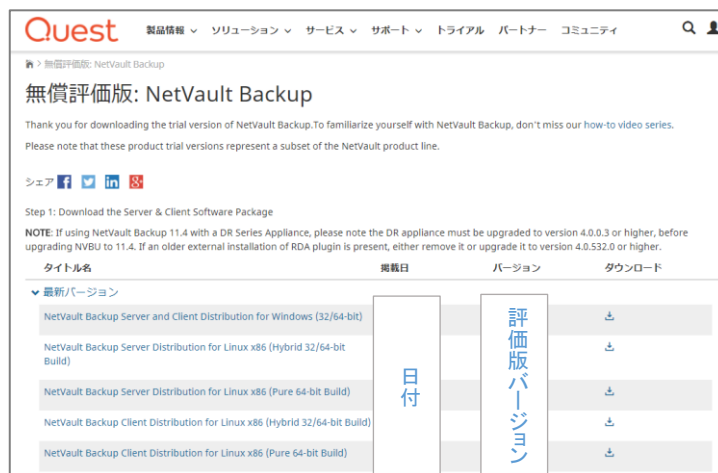 Quest 製品情報 ソリューション サービス サポート トライアル パートナー コミュニティ
> 無償評価版: NetVault Backup
無償評価版: NetVault Backup
Thank you for downloading the trial version of NetVault Backup.To familiarize yourself with NetVault Backup, don't miss our how-to video series.
Please note that these product trial versions represent a subset of the NetVault product line.
シェア f in g+
Step 1: Download the Server & Client Software Package
NOTE: If using NetVault Backup 11.4 with a DR Series Appliance, please note the DR appliance must be upgraded to version 4.0.0.3 or higher, before
upgrading NVBU to 11.4. If an older external installation of RDA plugin is present, either remove it or upgrade it to version 4.0.532.0 or higher.
タイトル名 掲載日 バージョン ダウンロード
最新バージョン
NetVault Backup Server and Client Distribution for Windows (32/64-bit)
NetVault Backup Server Distribution for Linux x86 (Hybrid 32/64-bit
Build)
NetVault Backup Server Distribution for Linux x86 (Pure 64-bit Build)
NetVault Backup Client Distribution for Linux x86 (Hybrid 32/64-bit Build)
NetVault Backup Client Distribution for Linux x86 (Pure 64-bit Build)
日付
評価版バージョン